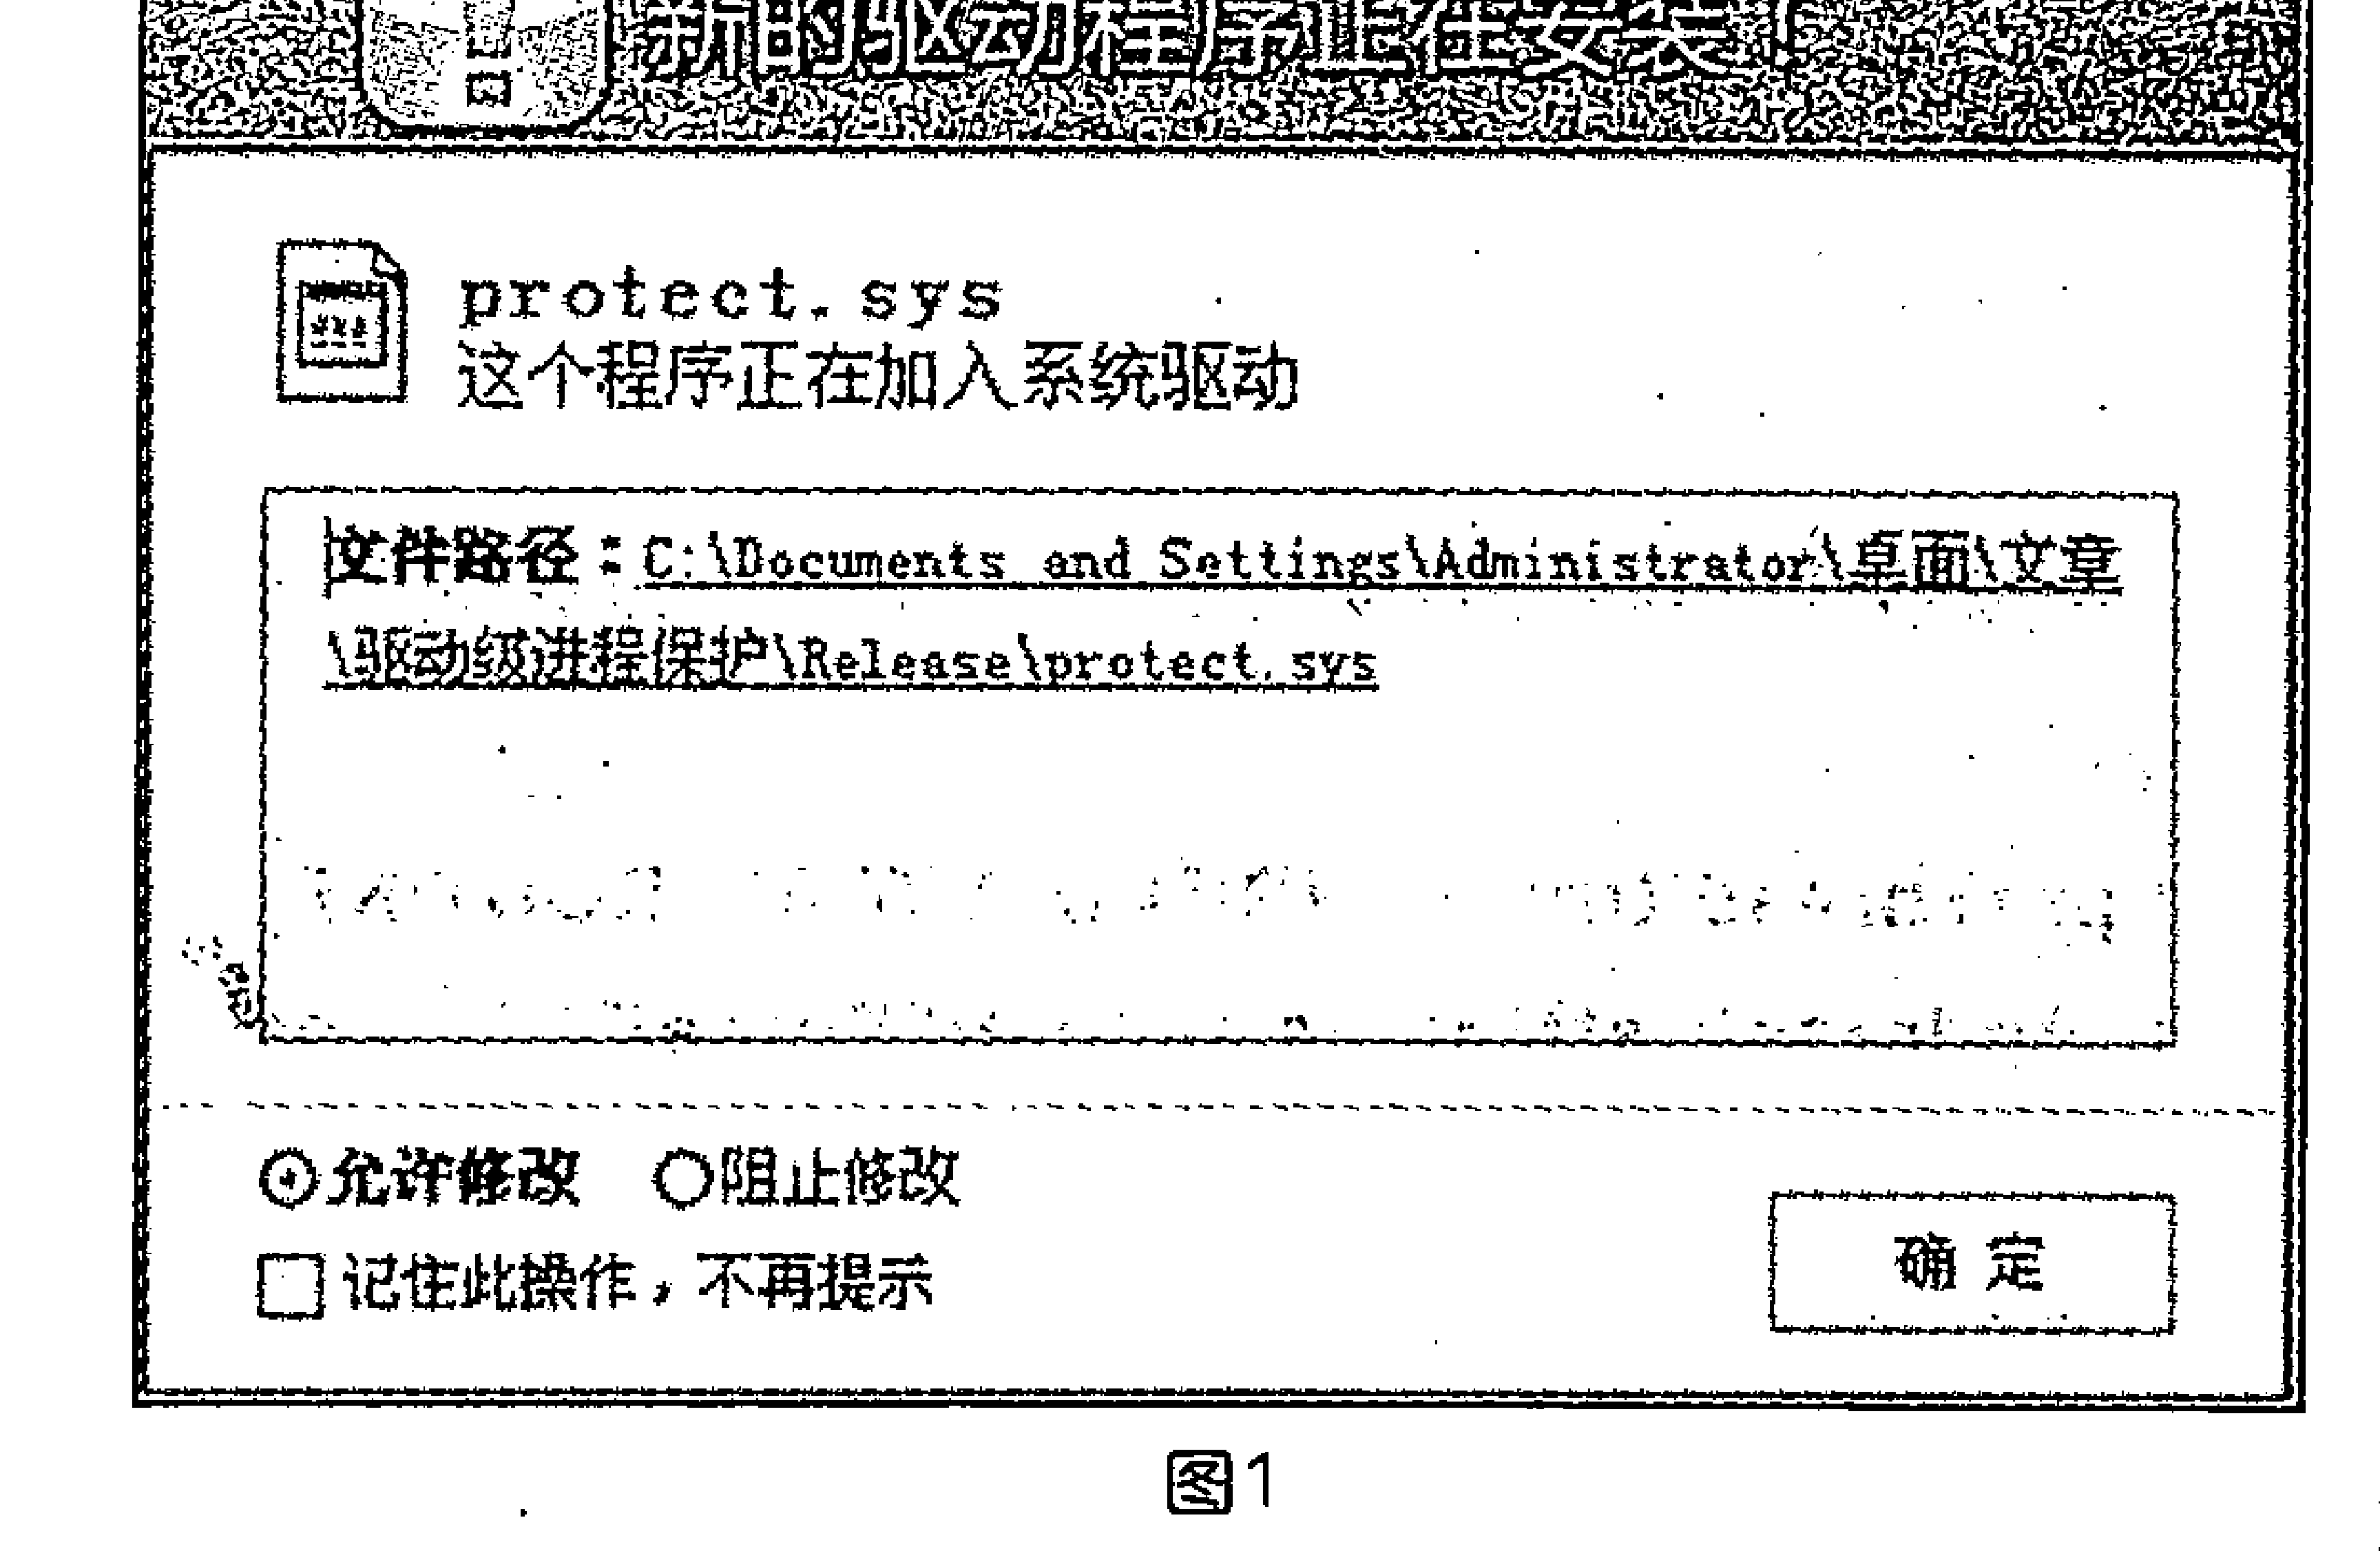 新的驱动程序正在安装！
protect.sys
这个程序正在加入系统驱动
文件路径：C:\Documents and Settings\Administrator\桌面\文章
\驱动级进程保护\Release\protect.sys
允许修改 阻止修改
记住此操作，不再提示
确 定
图1